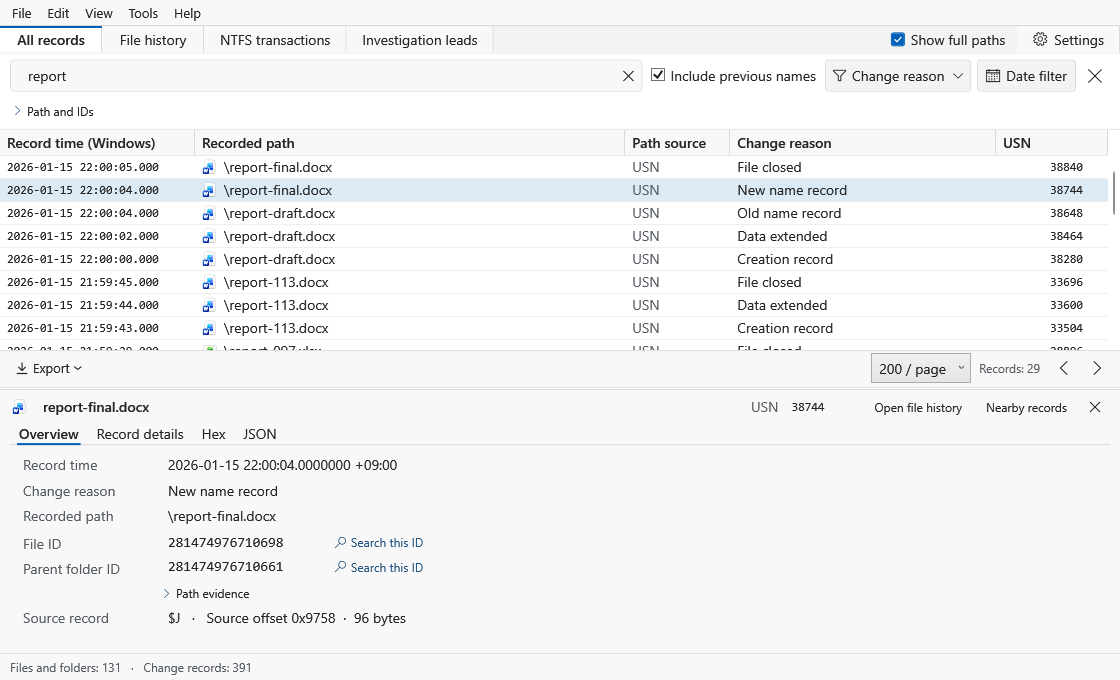 File Edit View Tools Help
All records File history NTFS transactions Investigation leads Show full paths Settings
report Include previous names Change reason Date filter
Path and IDs
Record time (Windows) Recorded path Path source Change reason USN
2026-01-15 22:00:05.000 \report-final.docx USN File closed 38840
2026-01-15 22:00:04.000 \report-final.docx USN New name record 38744
2026-01-15 22:00:04.000 \report-draft.docx USN Old name record 38648
2026-01-15 22:00:02.000 \report-draft.docx USN Data extended 38464
2026-01-15 22:00:00.000 \report-draft.docx USN Creation record 38280
2026-01-15 21:59:45.000 \report-113.docx USN File closed 33696
2026-01-15 21:59:44.000 \report-113.docx USN Data extended 33600
2026-01-15 21:59:43.000 \report-113.docx USN Creation record 33504
Export 200 / page Records: 29
report-final.docx USN 38744 Open file history Nearby records
Overview Record details Hex JSON
Record time 2026-01-15 22:00:04.0000000 +09:00
Change reason New name record
Recorded path \report-final.docx
File ID 281474976710698 Search this ID
Parent folder ID 281474976710661 Search this ID
Path evidence
Source record $J · Source offset 0x9758 · 96 bytes
Files and folders: 131 · Change records: 391